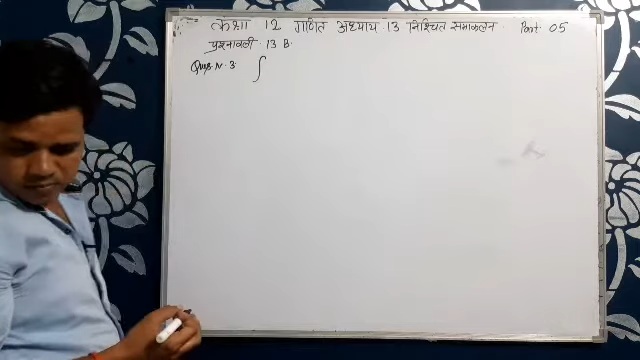 कक्षा 12 गणित अध्याय 13 निश्चित समाकलन Part 05
प्रश्नावली 13 B.
Ques. N. 3 ∫